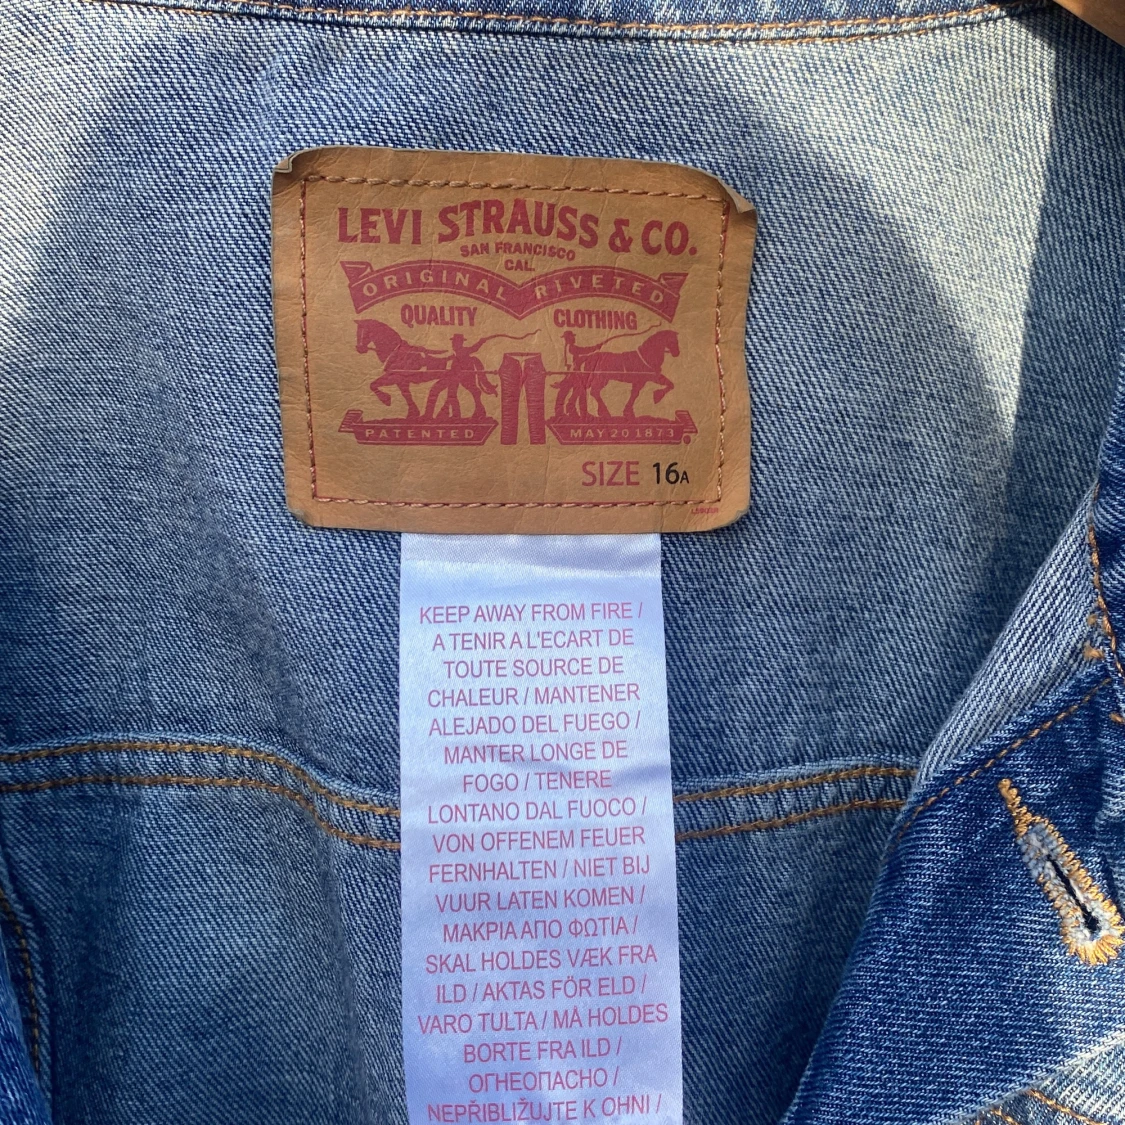 LEVI STRAUSS & CO.
SAN FRANCISCO
CAL.
ORIGINAL RIVETED
QUALITY CLOTHING
PATENTED MAY 20 1873
SIZE 16A
KEEP AWAY FROM FIRE /
A TENIR A L'ECART DE
TOUTE SOURCE DE
CHALEUR / MANTENER
ALEJADO DEL FUEGO /
MANTER LONGE DE
FOGO / TENERE
LONTANO DAL FUOCO /
VON OFFENEM FEUER
FERNHALTEN / NIET BIJ
VUUR LATEN KOMEN /
ΜΑΚΡΙΑ ΑΠΟ ΦΩΤΙΑ /
SKAL HOLDES VÆK FRA
ILD / AKTAS FÖR ELD /
VARO TULTA / MÅ HOLDES
BORTE FRA ILD /
ОГНЕОПАСНО /
NEPŘIBLIŽUJTE K OHNI /